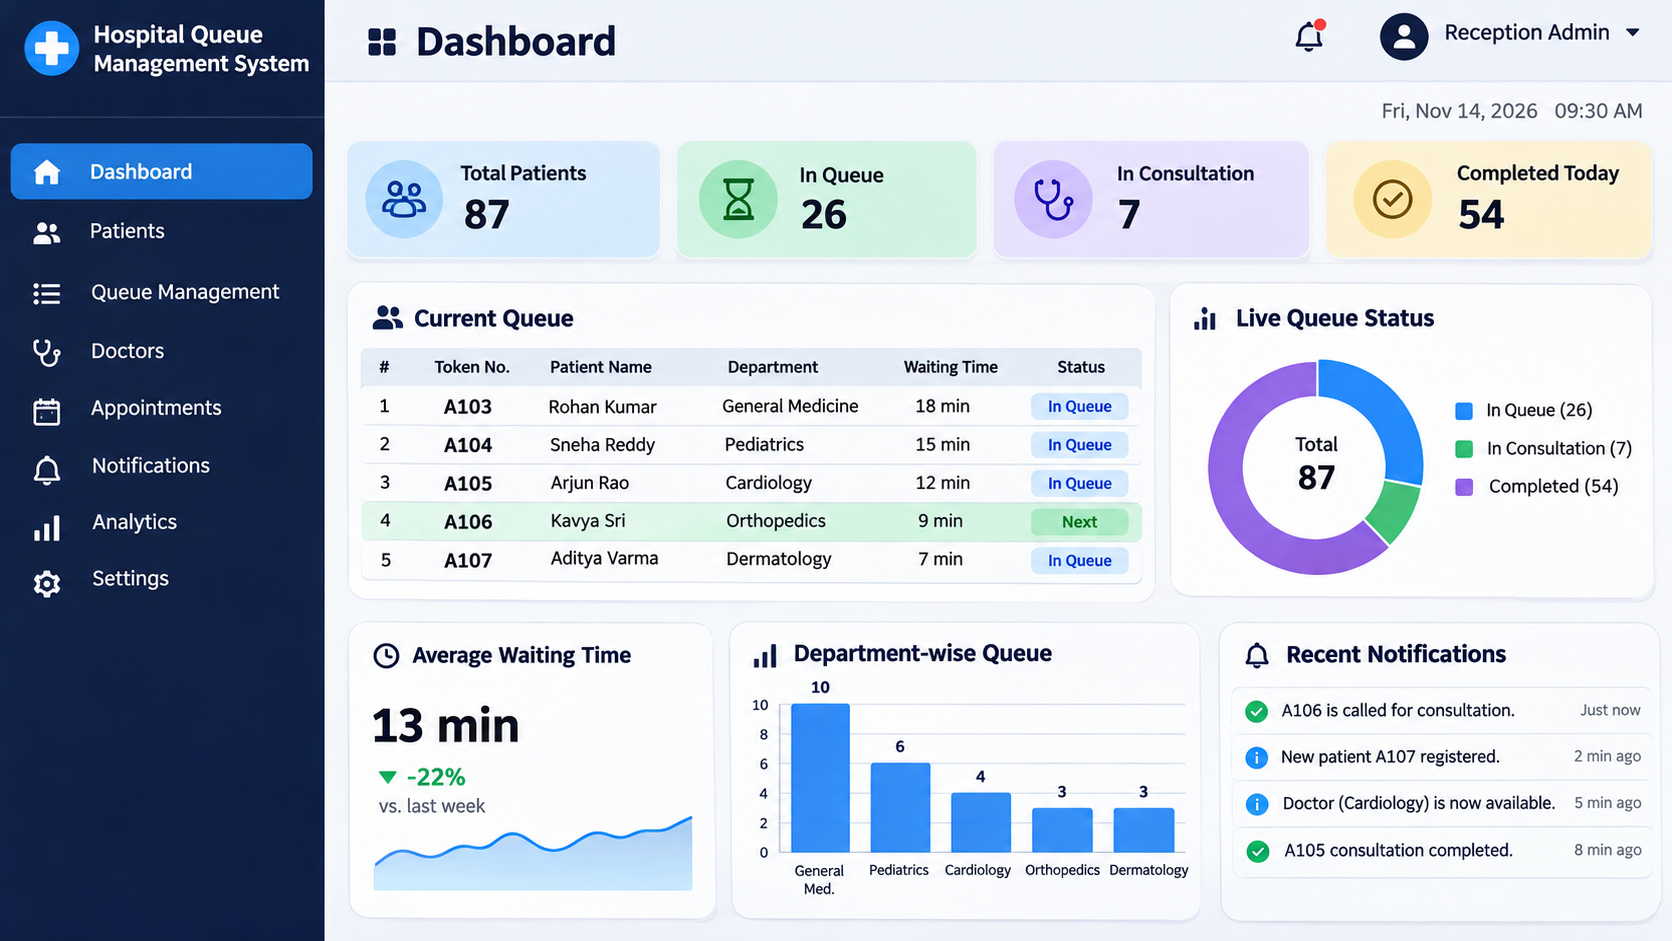 Hospital Queue
Management System
Dashboard
Patients
Queue Management
Doctors
Appointments
Notifications
Analytics
Settings
Dashboard
Reception Admin
Fri, Nov 14, 2026 09:30 AM
Total Patients
87
In Queue
26
In Consultation
7
Completed Today
54
Current Queue
# Token No. Patient Name Department Waiting Time Status
1 A103 Rohan Kumar General Medicine 18 min In Queue
2 A104 Sneha Reddy Pediatrics 15 min In Queue
3 A105 Arjun Rao Cardiology 12 min In Queue
4 A106 Kavya Sri Orthopedics 9 min Next
5 A107 Aditya Varma Dermatology 7 min In Queue
Live Queue Status
Total
87
In Queue (26)
In Consultation (7)
Completed (54)
Average Waiting Time
13 min
-22%
vs. last week
Department-wise Queue
10
6
4
3
3
10
8
6
4
2
0
General Med.
Pediatrics
Cardiology
Orthopedics
Dermatology
Recent Notifications
A106 is called for consultation. Just now
New patient A107 registered. 2 min ago
Doctor (Cardiology) is now available. 5 min ago
A105 consultation completed. 8 min ago